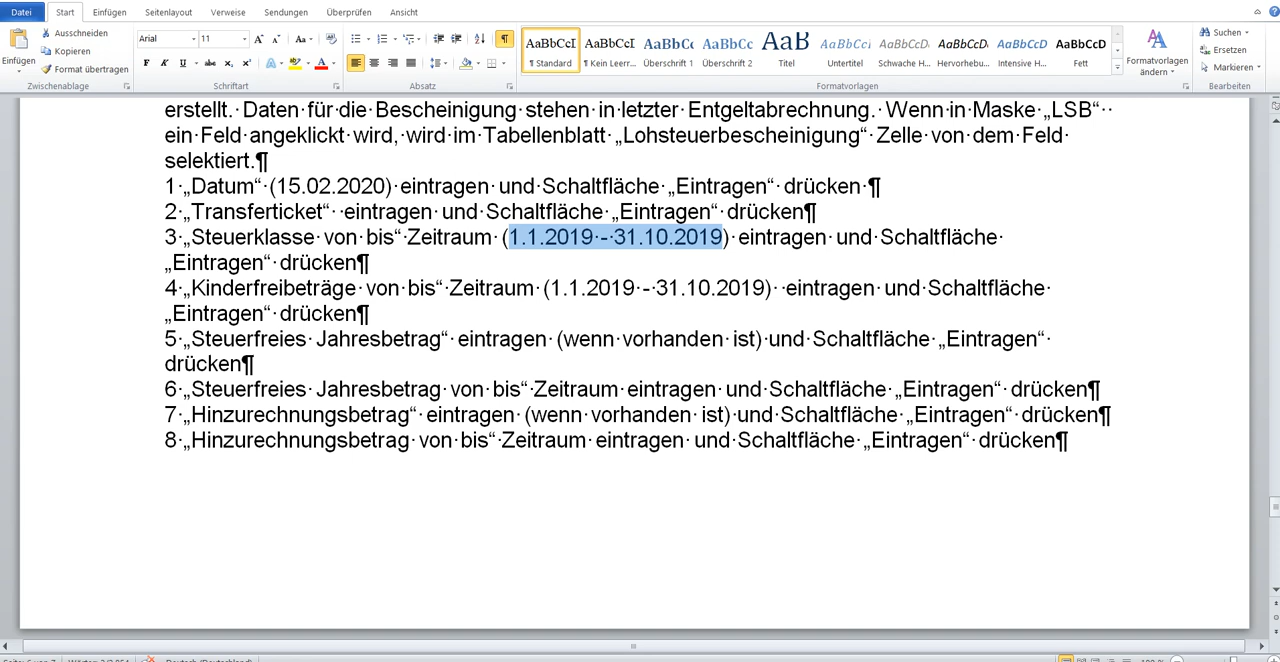 Datei Start Einfügen Seitenlayout Verweise Sendungen Überprüfen Ansicht
Ausschneiden
Kopieren
Format übertragen
Einfügen
Zwischenablage
Arial 11
F K U abc x₂ x²
Schriftart
Absatz
AaBbCcI AaBbCcI AaBbCc AaBbCc AaB AaBbCcI AaBbCcD AaBbCcD AaBbCcD AaBbCcD
¶ Standard ¶ Kein Leerr... Überschrift 1 Überschrift 2 Titel Untertitel Schwache H... Hervorhebu... Intensive H... Fett
Formatvorlagen
Formatvorlagen ändern
Suchen
Ersetzen
Markieren
Bearbeiten
erstellt. Daten für die Bescheinigung stehen in letzter Entgeltabrechnung. Wenn in Maske „LSB“
ein Feld angeklickt wird, wird im Tabellenblatt „Lohsteuerbescheinigung“ Zelle von dem Feld
selektiert.¶
1 „Datum“ (15.02.2020) eintragen und Schaltfläche „Eintragen“ drücken ¶
2 „Transferticket“ eintragen und Schaltfläche „Eintragen“ drücken¶
3 „Steuerklasse von bis“ Zeitraum (1.1.2019 - 31.10.2019) eintragen und Schaltfläche
„Eintragen“ drücken¶
4 „Kinderfreibeträge von bis“ Zeitraum (1.1.2019 - 31.10.2019) eintragen und Schaltfläche
„Eintragen“ drücken¶
5 „Steuerfreies Jahresbetrag“ eintragen (wenn vorhanden ist) und Schaltfläche „Eintragen“
drücken¶
6 „Steuerfreies Jahresbetrag von bis“ Zeitraum eintragen und Schaltfläche „Eintragen“ drücken¶
7 „Hinzurechnungsbetrag“ eintragen (wenn vorhanden ist) und Schaltfläche „Eintragen“ drücken¶
8 „Hinzurechnungsbetrag von bis“ Zeitraum eintragen und Schaltfläche „Eintragen“ drücken¶